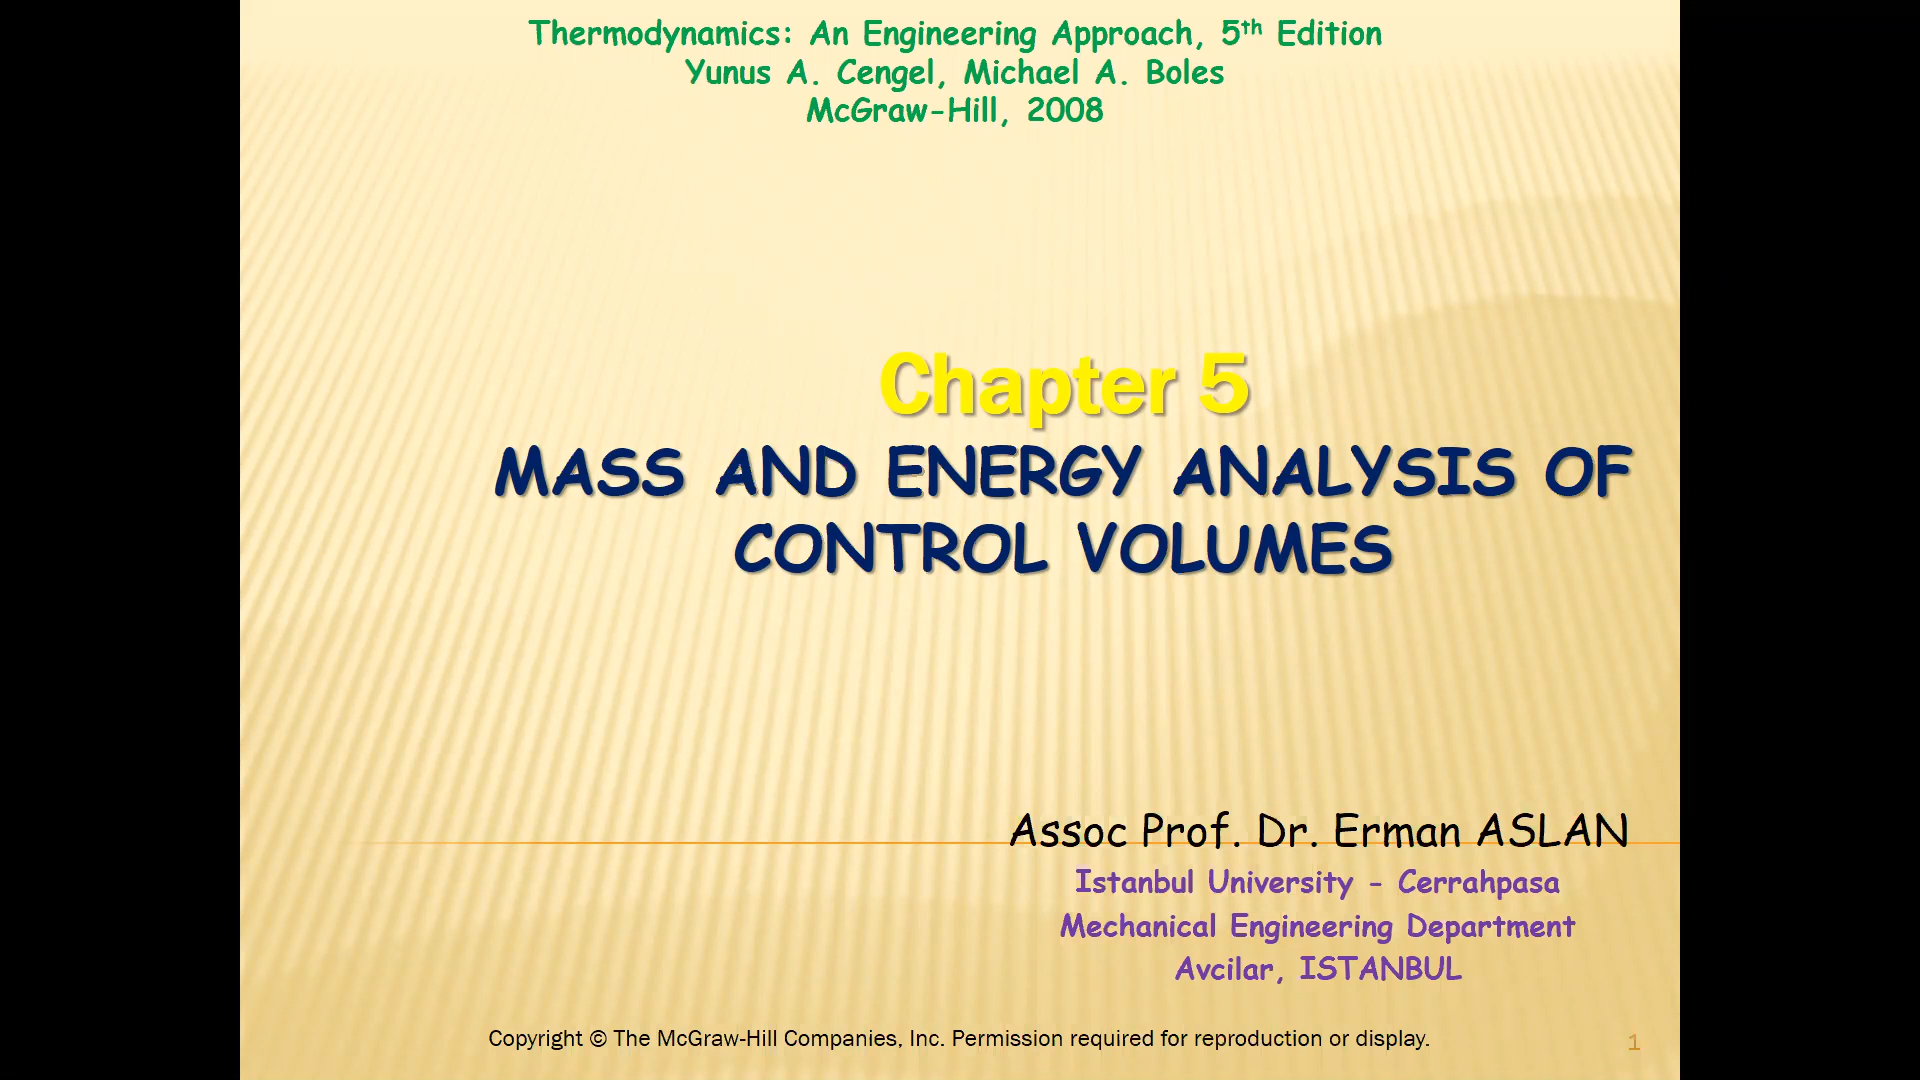 Thermodynamics: An Engineering Approach, 5th Edition
Yunus A. Cengel, Michael A. Boles
McGraw-Hill, 2008
Chapter 5
MASS AND ENERGY ANALYSIS OF
CONTROL VOLUMES
Assoc Prof. Dr. Erman ASLAN
Istanbul University - Cerrahpasa
Mechanical Engineering Department
Avcilar, ISTANBUL
Copyright © The McGraw-Hill Companies, Inc. Permission required for reproduction or display.
1